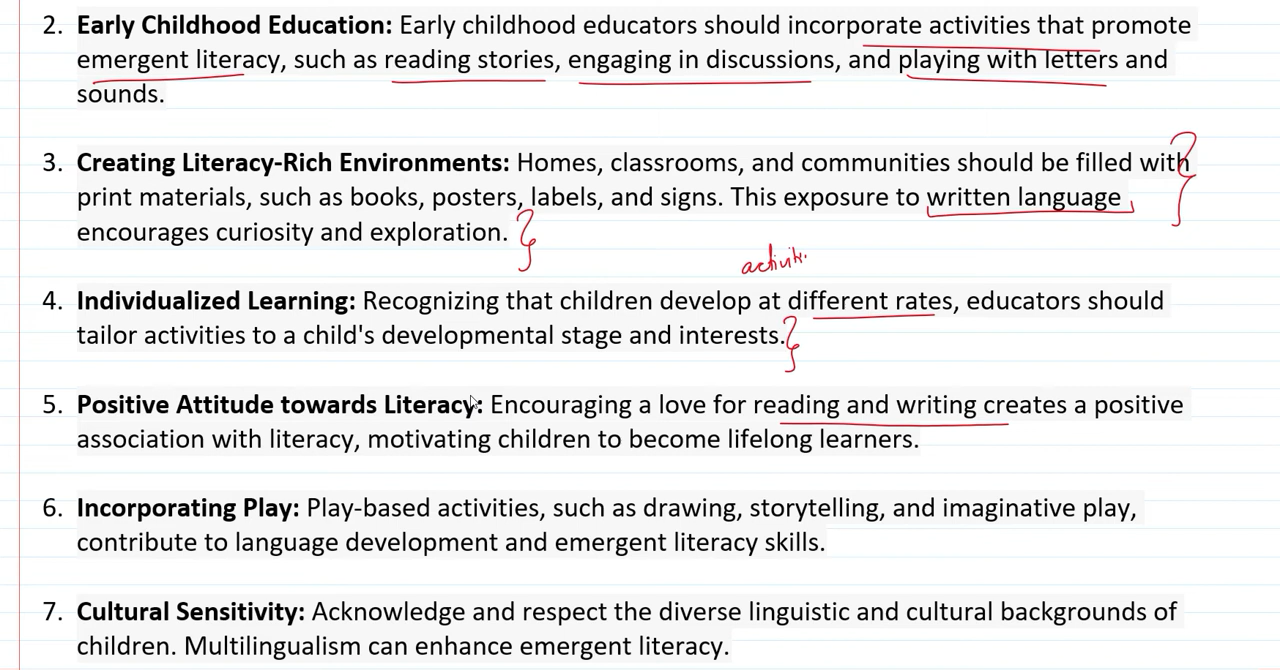 2. Early Childhood Education: Early childhood educators should incorporate activities that promote
emergent literacy, such as reading stories, engaging in discussions, and playing with letters and
sounds.
3. Creating Literacy-Rich Environments: Homes, classrooms, and communities should be filled with
print materials, such as books, posters, labels, and signs. This exposure to written language
encourages curiosity and exploration.
4. Individualized Learning: Recognizing that children develop at different rates, educators should
tailor activities to a child's developmental stage and interests.
5. Positive Attitude towards Literacy: Encouraging a love for reading and writing creates a positive
association with literacy, motivating children to become lifelong learners.
6. Incorporating Play: Play-based activities, such as drawing, storytelling, and imaginative play,
contribute to language development and emergent literacy skills.
7. Cultural Sensitivity: Acknowledge and respect the diverse linguistic and cultural backgrounds of
children. Multilingualism can enhance emergent literacy.